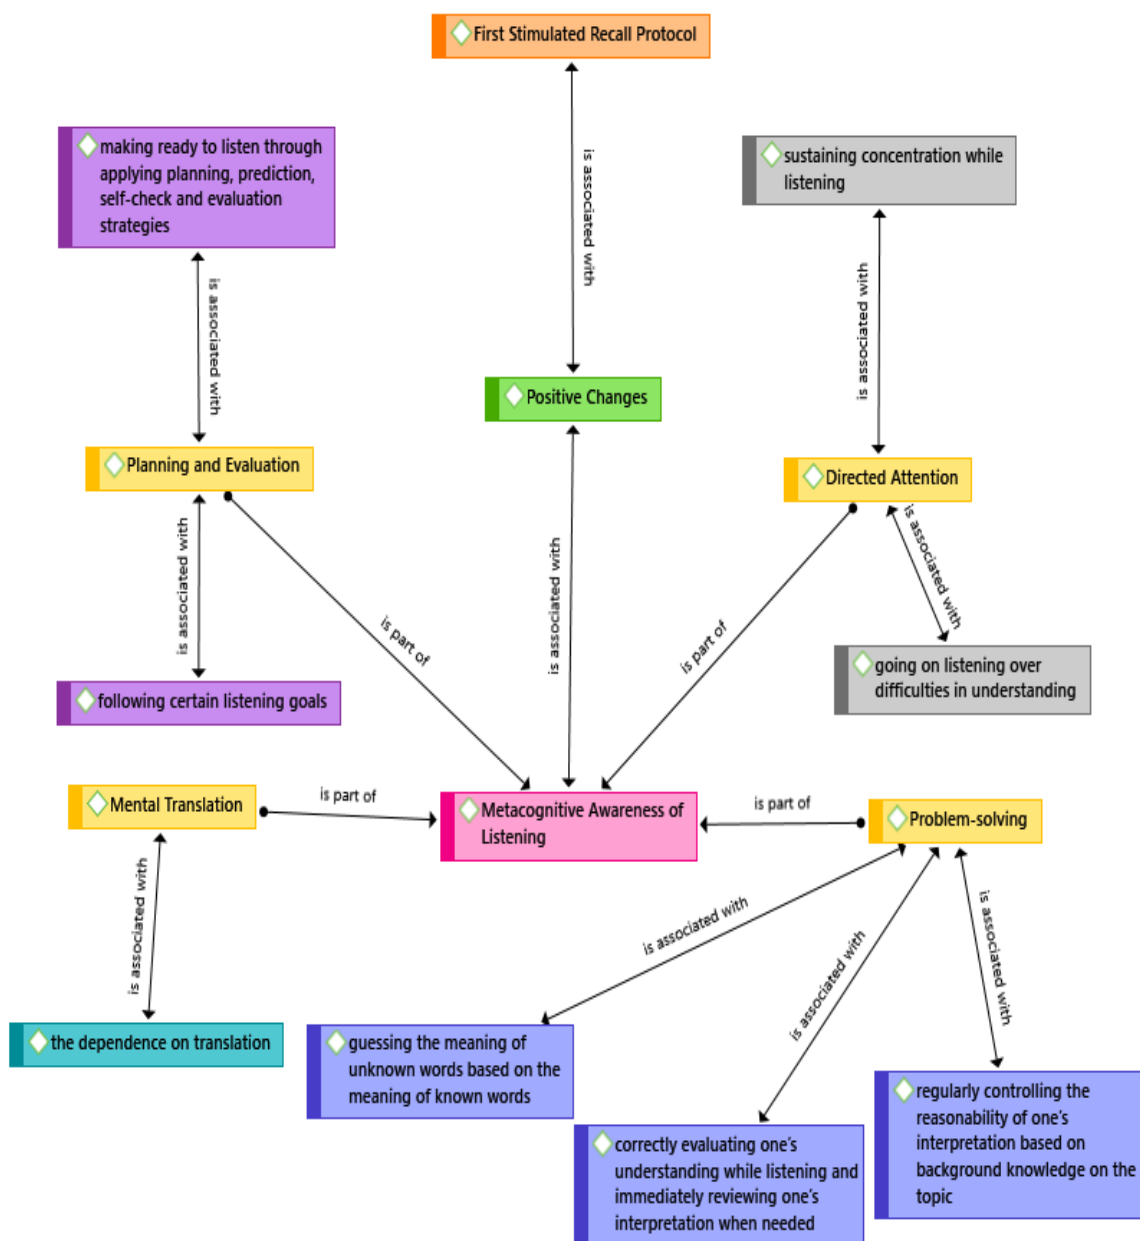 First Stimulated Recall Protocol
is associated with
making ready to listen through
applying planning, prediction,
self-check and evaluation
strategies
sustaining concentration while
listening
is associated with
is associated with
Positive Changes
Planning and Evaluation
Directed Attention
is associated with
is associated with
is associated with
is part of
is part of
going on listening over
difficulties in understanding
following certain listening goals
Mental Translation
is part of
Metacognitive Awareness of
Listening
is part of
Problem-solving
is associated with
is associated with
is associated with
is associated with
the dependence on translation
guessing the meaning of
unknown words based on the
meaning of known words
correctly evaluating one's
understanding while listening and
immediately reviewing one's
interpretation when needed
regularly controlling the
reasonability of one's
interpretation based on
background knowledge on the
topic